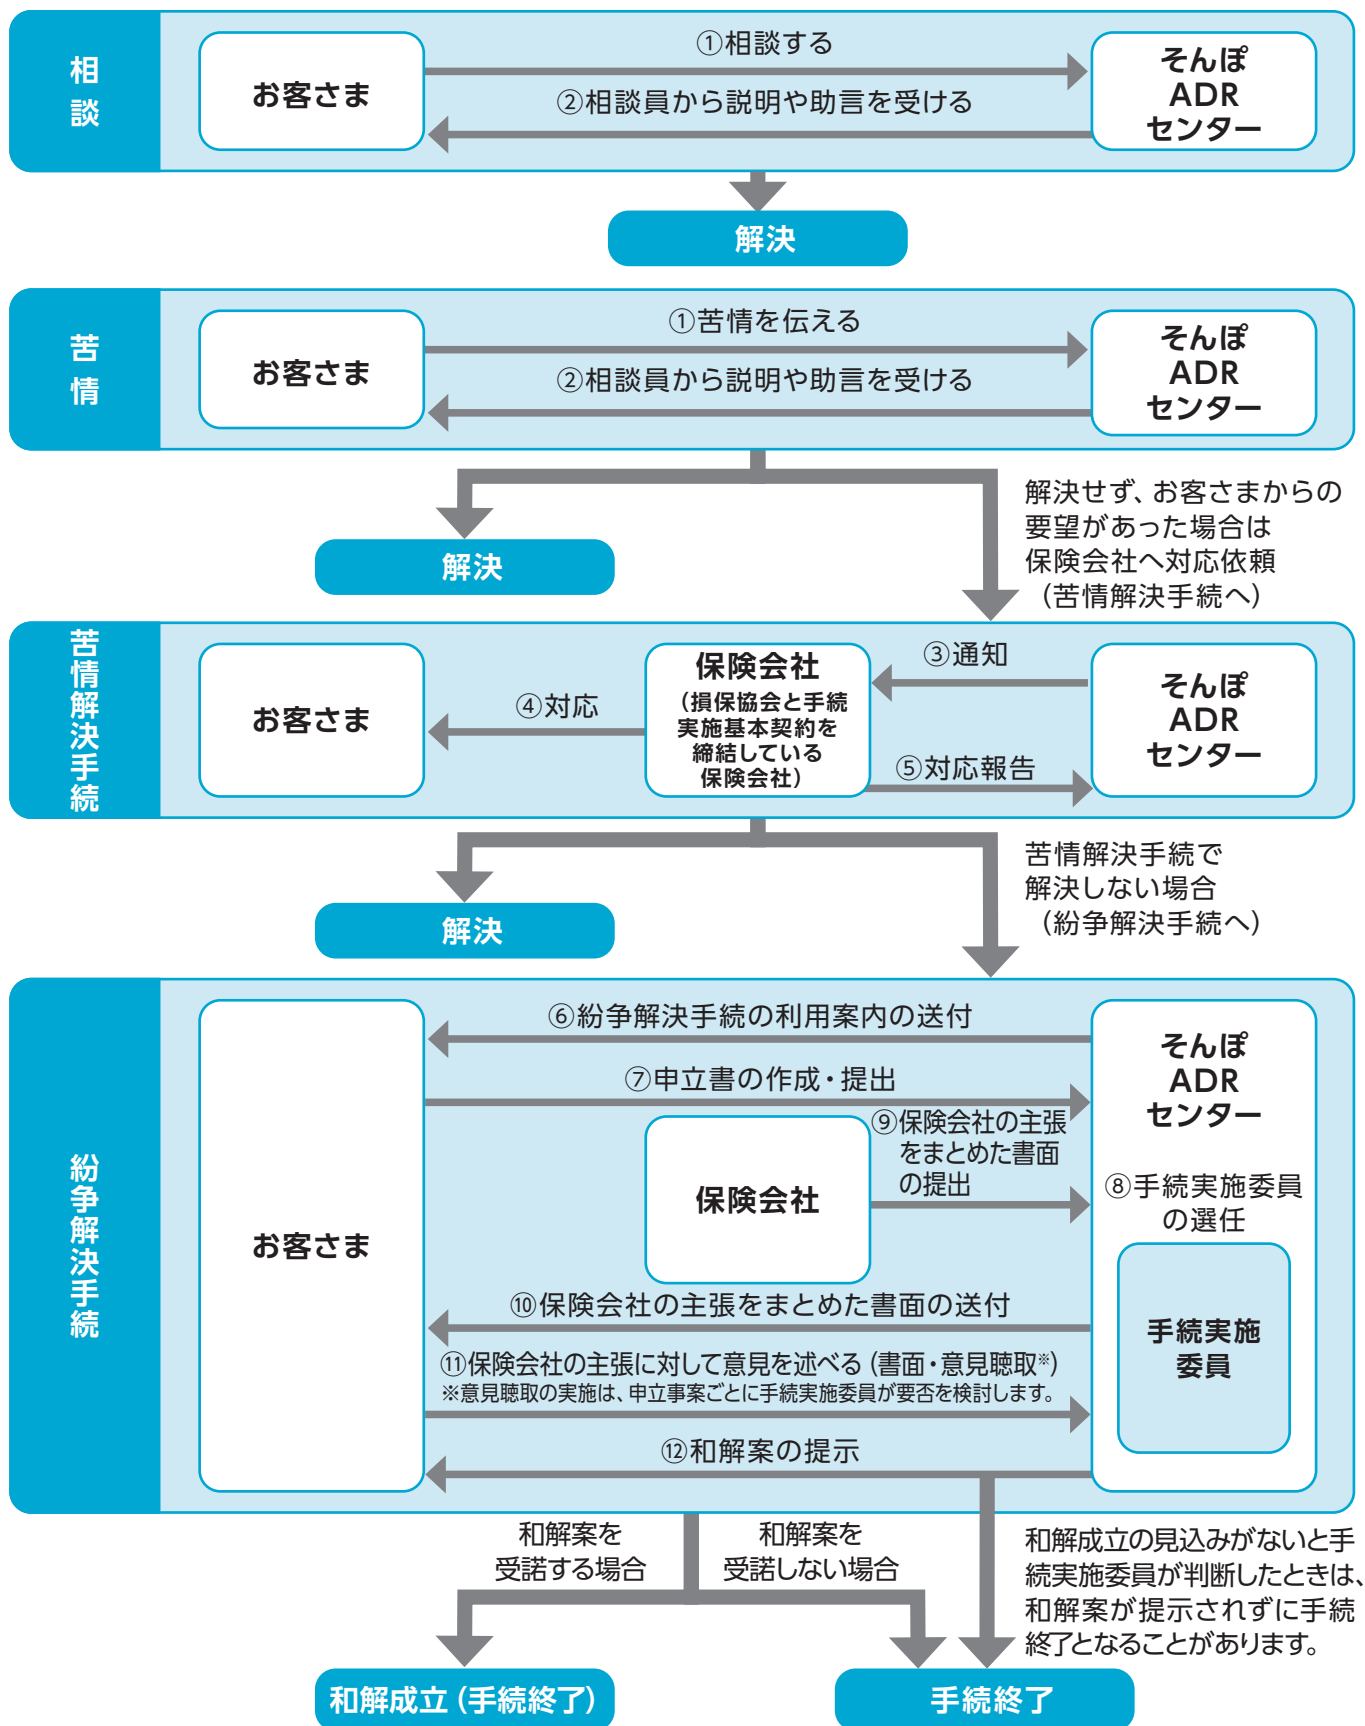 相談
お客さま
①相談する
②相談員から説明や助言を受ける
そんぽ
ADR
センター
解決
苦情
お客さま
①苦情を伝える
②相談員から説明や助言を受ける
そんぽ
ADR
センター
解決
解決せず、お客さまからの
要望があった場合は
保険会社へ対応依頼
（苦情解決手続へ）
苦情解決手続
お客さま
④対応
保険会社
（損保協会と手続
実施基本契約を
締結している
保険会社）
③通知
⑤対応報告
そんぽ
ADR
センター
解決
苦情解決手続で
解決しない場合
（紛争解決手続へ）
紛争解決手続
お客さま
⑥紛争解決手続の利用案内の送付
⑦申立書の作成・提出
保険会社
⑨保険会社の主張
をまとめた書面
の提出
そんぽ
ADR
センター
⑧手続実施委員
の選任
手続実施
委員
⑩保険会社の主張をまとめた書面の送付
⑪保険会社の主張に対して意見を述べる（書面・意見聴取※）
※意見聴取の実施は、申立事案ごとに手続実施委員が要否を検討します。
⑫和解案の提示
和解案を
受諾する場合
和解案を
受諾しない場合
和解成立の見込みがないと手
続実施委員が判断したときは、
和解案が提示されずに手続
終了となることがあります。
和解成立（手続終了）
手続終了